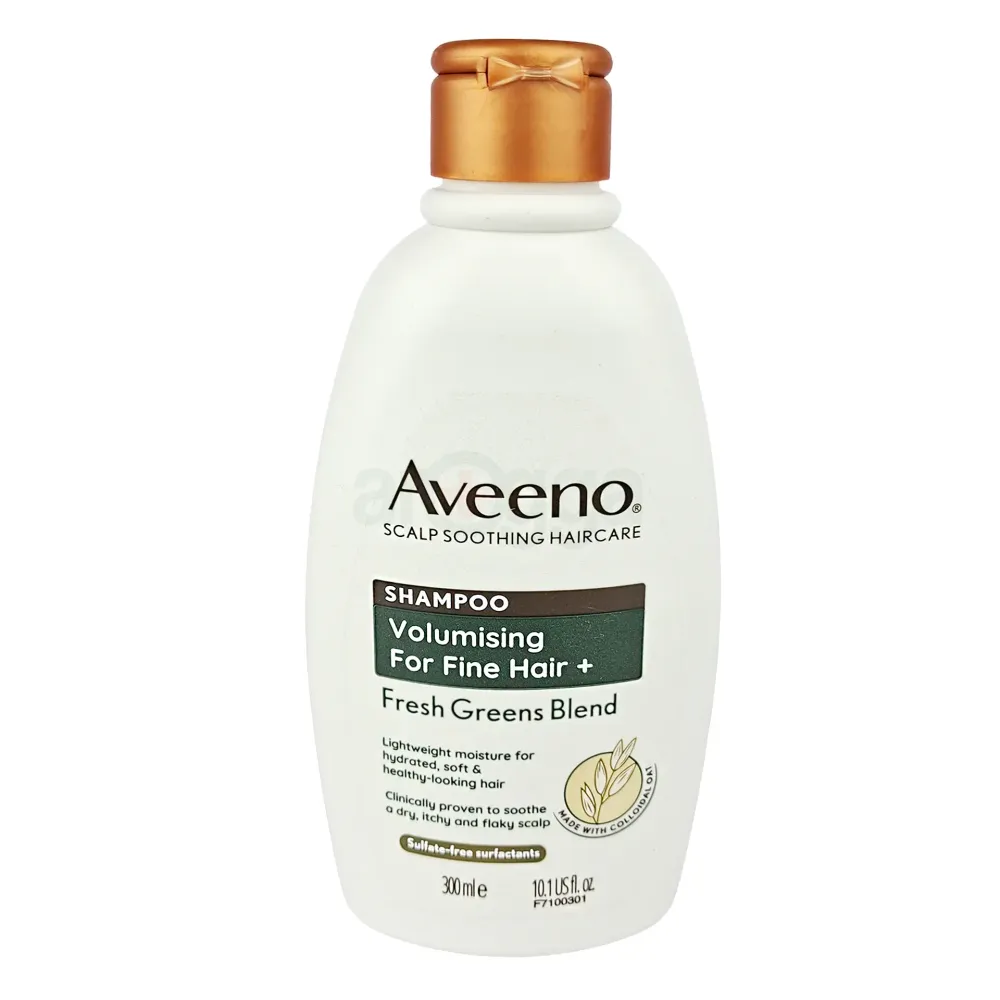 Aveeno®
SCALP SOOTHING HAIRCARE
SHAMPOO
Volumising
For Fine Hair +
Fresh Greens Blend
Lightweight moisture for
hydrated, soft &
healthy-looking hair
Clinically proven to soothe
a dry, itchy and flaky scalp
MADE WITH COLLOIDAL OAT
Sulfate-free surfactants
300 ml e 10.1 US fl. oz.
F7100301